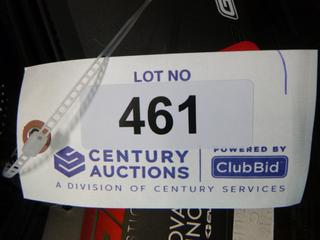 LOT NO
461
CENTURY
AUCTIONS
POWERED BY
ClubBid
A DIVISION OF CENTURY SERVICES